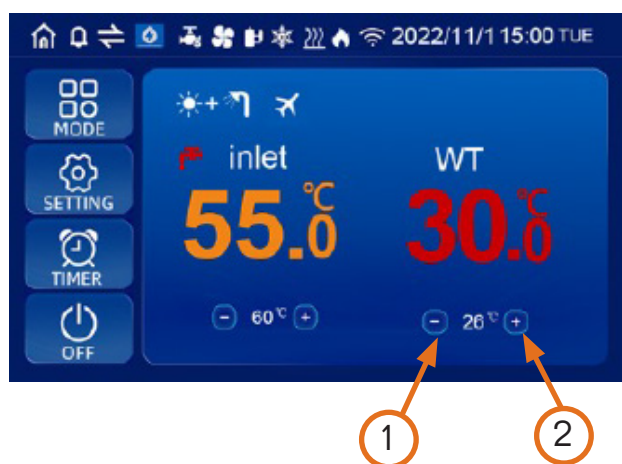 2022/11/1 15:00 TUE
MODE
SETTING
TIMER
OFF
inlet WT
55.0℃ 30.0℃
- 60℃ + - 26℃ +
1 2